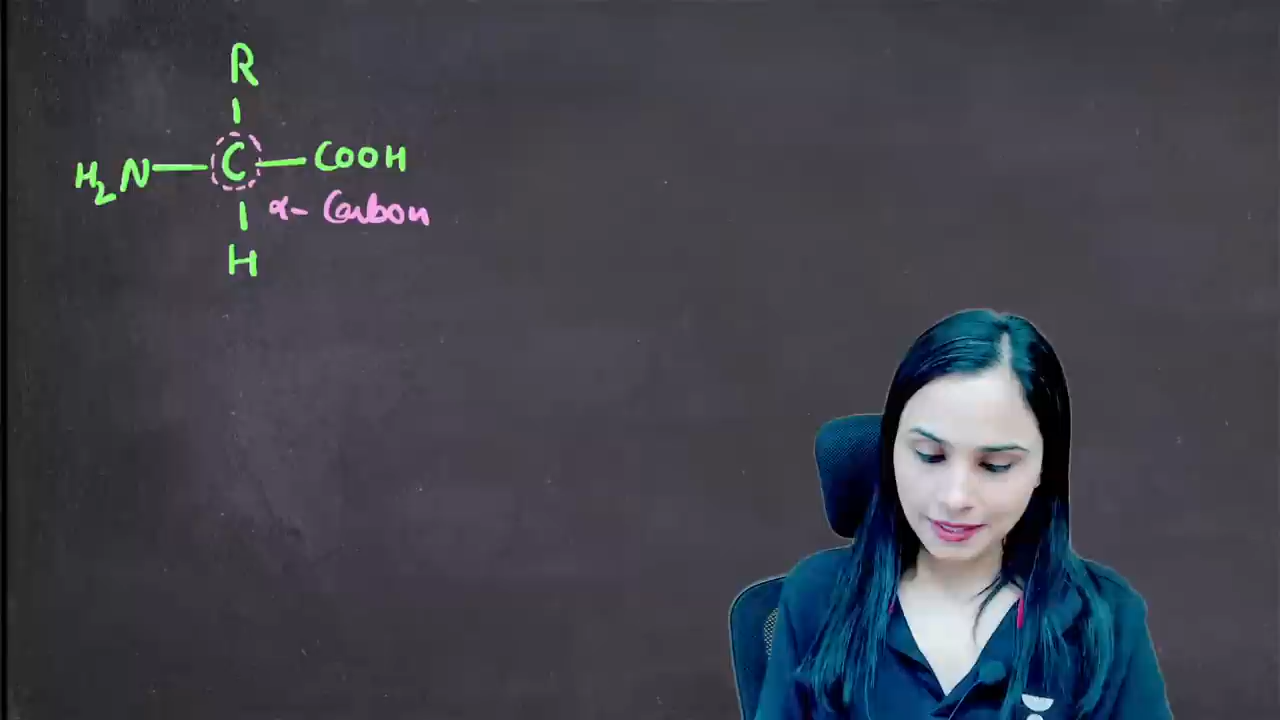 R
H2N — C — COOH
α- Carbon
H